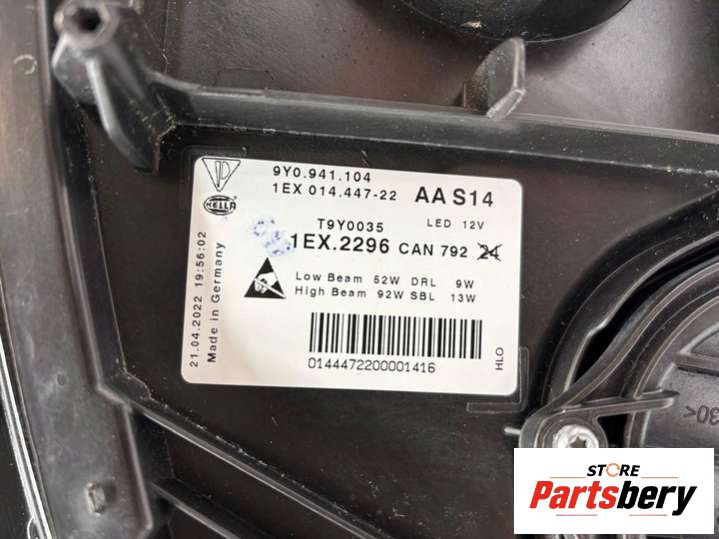 9Y0.941.104
1EX 014.447-22 AA S14
HELLA
T9Y0035 LED 12V
1EX.2296 CAN 792 24
Low Beam 52W DRL 9W
High Beam 92W SBL 13W
0144472200001416
HLO
21.04.2022 19:56:02
Made in Germany
30<
STORE
Partsbery